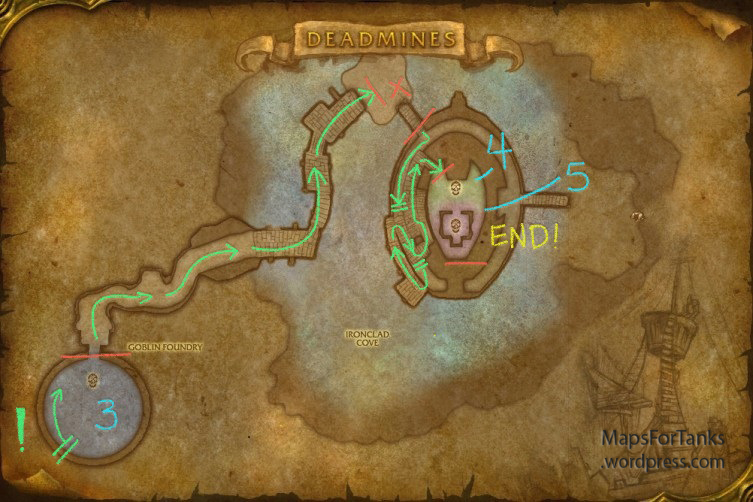 DEADMINES
4
5
END!
IRONCLAD
COVE
GOBLIN FOUNDRY
3
!
MapsForTanks
.wordpress.com